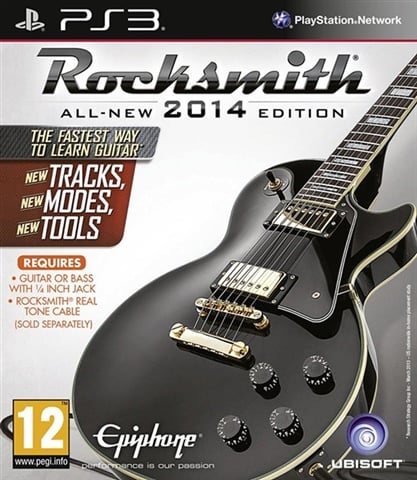 PS3
PlayStation®Network
Rocksmith®
ALL-NEW 2014 EDITION
THE FASTEST WAY
TO LEARN GUITAR*
NEW TRACKS,
NEW MODES,
NEW TOOLS
REQUIRES
• GUITAR OR BASS
WITH ¼ INCH JACK
• ROCKSMITH® REAL
TONE CABLE
(SOLD SEPARATELY)
12
www.pegi.info
Epiphone
performance is our passion
UBISOFT